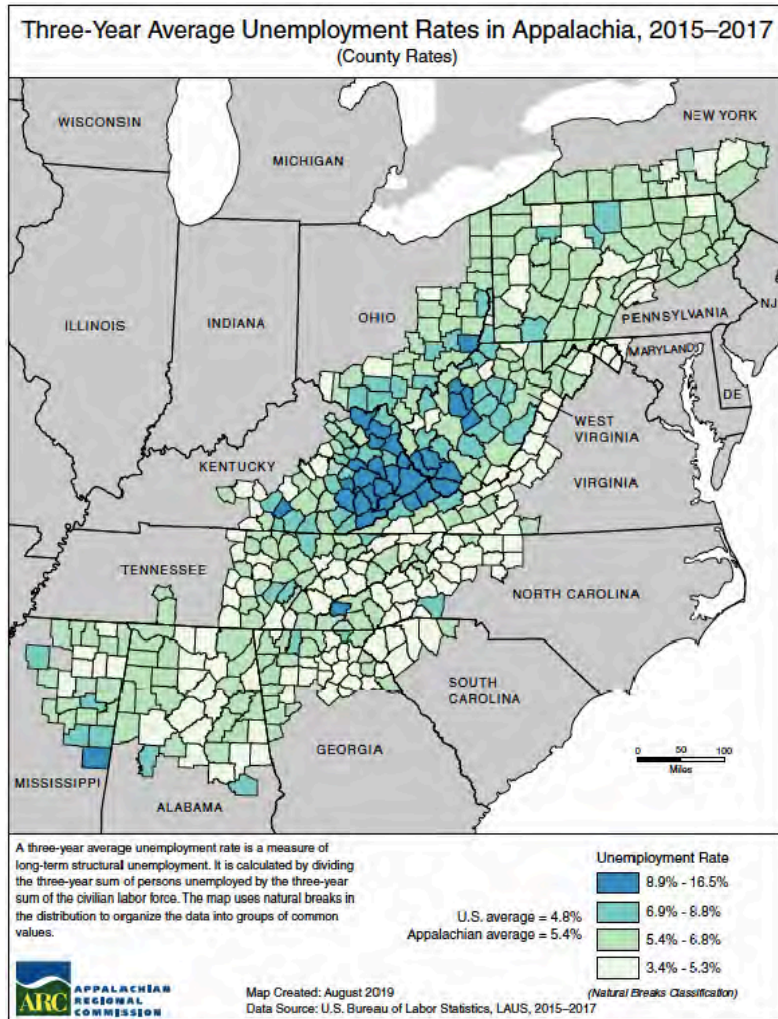 Three-Year Average Unemployment Rates in Appalachia, 2015–2017
(County Rates)
WISCONSIN
MICHIGAN
NEW YORK
ILLINOIS
INDIANA
OHIO
PENNSYLVANIA
NJ
MARYLAND
DE
WEST
VIRGINIA
KENTUCKY
VIRGINIA
TENNESSEE
NORTH CAROLINA
SOUTH
CAROLINA
GEORGIA
MISSISSIPPI
ALABAMA
0 50 100
Miles
A three-year average unemployment rate is a measure of
long-term structural unemployment. It is calculated by dividing
the three-year sum of persons unemployed by the three-year
sum of the civilian labor force. The map uses natural breaks in
the distribution to organize the data into groups of common
values.
U.S. average = 4.8%
Appalachian average = 5.4%
Unemployment Rate
8.9% - 16.5%
6.9% - 8.8%
5.4% - 6.8%
3.4% - 5.3%
(Natural Breaks Classification)
ARC
APPALACHIAN
REGIONAL
COMMISSION
Map Created: August 2019
Data Source: U.S. Bureau of Labor Statistics, LAUS, 2015–2017